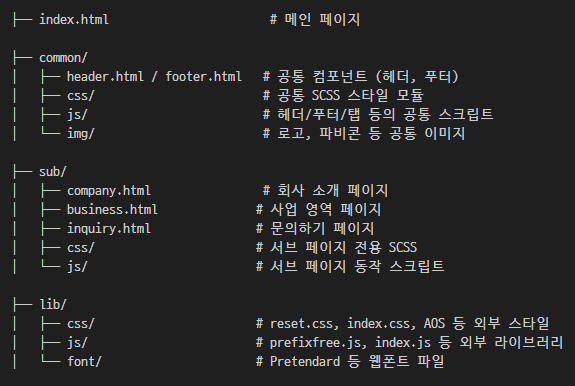 ├── index.html                      # 메인 페이지
├── common/
│   ├── header.html / footer.html   # 공통 컴포넌트 (헤더, 푸터)
│   ├── css/                        # 공통 SCSS 스타일 모듈
│   ├── js/                         # 헤더/푸터/탭 등의 공통 스크립트
│   └── img/                        # 로고, 파비콘 등 공통 이미지
├── sub/
│   ├── company.html                # 회사 소개 페이지
│   ├── business.html              # 사업 영역 페이지
│   ├── inquiry.html               # 문의하기 페이지
│   ├── css/                       # 서브 페이지 전용 SCSS
│   └── js/                        # 서브 페이지 동작 스크립트
├── lib/
│   ├── css/                       # reset.css, index.css, AOS 등 외부 스타일
│   ├── js/                        # prefixfree.js, index.js 등 외부 라이브러리
│   └── font/                      # Pretendard 등 웹폰트 파일